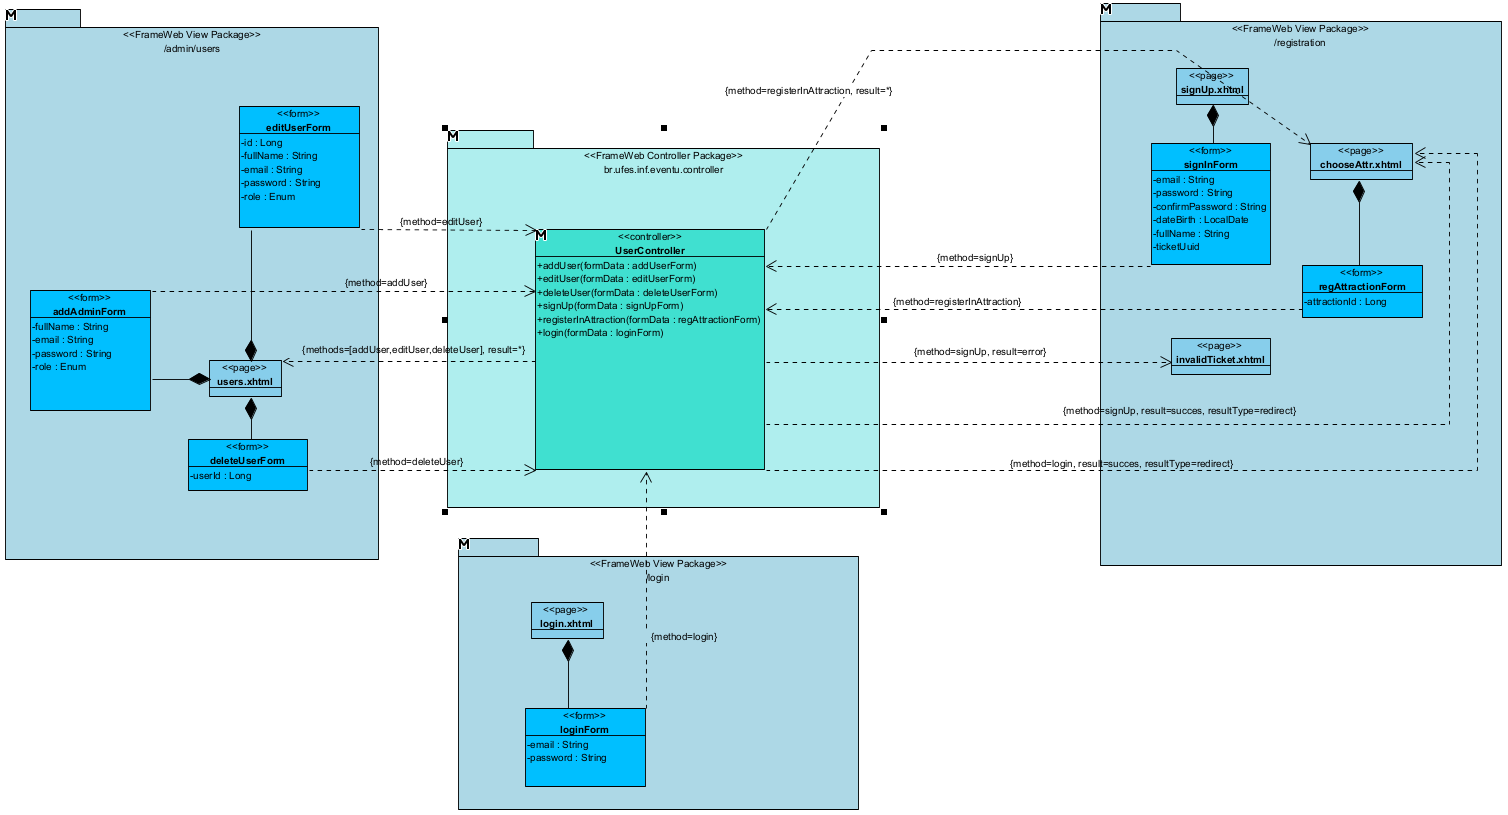 <<FrameWeb View Package>>
/admin/users
<<form>>
editUserForm
-id : Long
-fullName : String
-email : String
-password : String
-role : Enum
{method=editUser}
<<form>>
addAdminForm
-fullName : String
-email : String
-password : String
-role : Enum
{method=addUser}
<<page>>
users.xhtml
{methods=[addUser,editUser,deleteUser], result=*}
<<form>>
deleteUserForm
-userId : Long
{method=deleteUser}
<<FrameWeb Controller Package>>
br.ufes.inf.eventu.controller
<<controller>>
UserController
+addUser(formData : addUserForm)
+editUser(formData : editUserForm)
+deleteUser(formData : deleteUserForm)
+signUp(formData : signUpForm)
+registerInAttraction(formData : regAttractionForm)
+login(formData : loginForm)
<<FrameWeb View Package>>
/login
<<page>>
login.xhtml
{method=login}
<<form>>
loginForm
-email : String
-password : String
{method=registerInAttraction, result=*}
<<FrameWeb View Package>>
/registration
<<page>>
signUp.xhtml
<<form>>
signInForm
-email : String
-password : String
-confirmPassword : String
-dateBirth : LocalDate
-fullName : String
-ticketUuid
<<page>>
chooseAttr.xhtml
{method=signUp}
<<form>>
regAttractionForm
-attractionId : Long
{method=registerInAttraction}
<<page>>
invalidTicket.xhtml
{method=signUp, result=error}
{method=signUp, result=succes, resultType=redirect}
{method=login, result=succes, resultType=redirect}